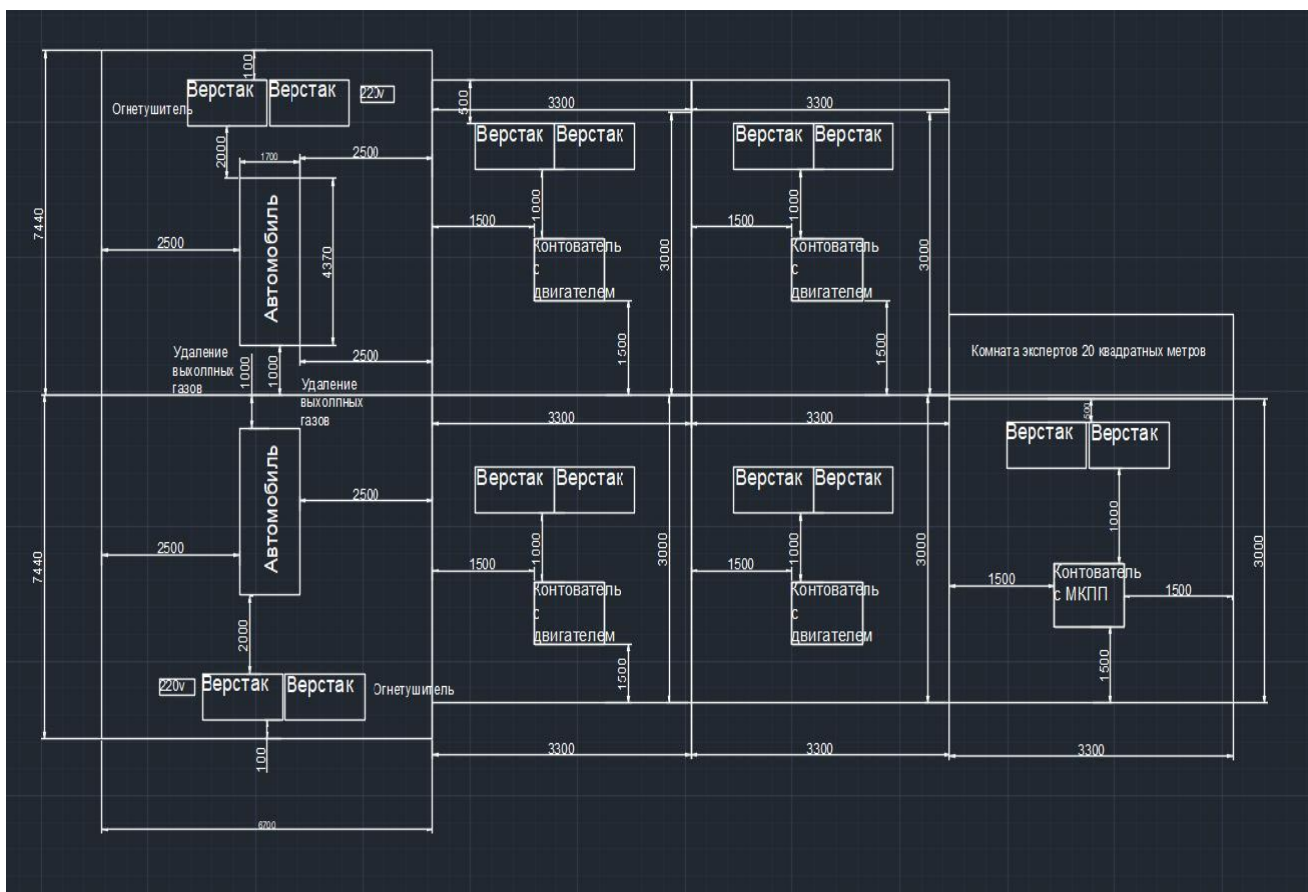 100
Верстак Верстак
220v
Огнетушитель
500
3300
3300
Верстак Верстак
Верстак Верстак
2000
1700
2500
7440
2500
Автомобиль
4370
1500
1000
Контователь
с
двигателем
3000
1500
1500
1000
Контователь
с
двигателем
3000
1500
Удаление
выхолпных
газов
1000
1000
2500
Удаление
выхолпных
газов
Комната экспертов 20 квадратных метров
3300
3300
500
Верстак Верстак
Верстак Верстак
Верстак Верстак
7440
2500
Автомобиль
2500
1500
1000
Контователь
с
двигателем
3000
1500
1500
1000
Контователь
с
двигателем
3000
1000
1500
Контователь
с МКПП
1500
3000
1500
2000
220v
Верстак Верстак
Огнетушитель
100
3300
3300
3300
6700